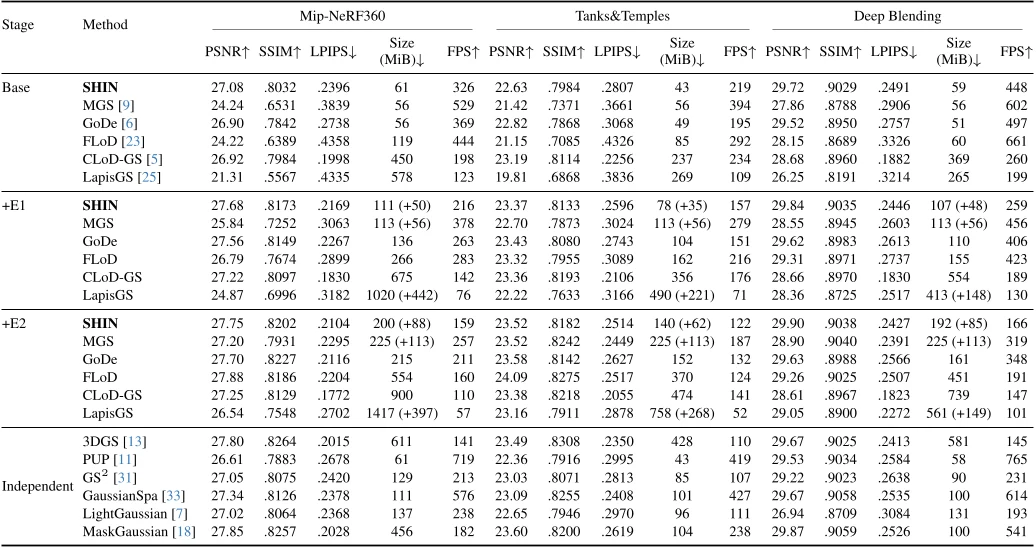 Stage Method Mip-NeRF360 Tanks&Temples Deep Blending
PSNR↑ SSIM↑ LPIPS↓ Size (MiB)↓ FPS↑ PSNR↑ SSIM↑ LPIPS↓ Size (MiB)↓ FPS↑ PSNR↑ SSIM↑ LPIPS↓ Size (MiB)↓ FPS↑
Base SHIN 27.08 .8032 .2396 61 326 22.63 .7984 .2807 43 219 29.72 .9029 .2491 59 448
MGS [9] 24.24 .6531 .3839 56 529 21.42 .7371 .3661 56 394 27.86 .8788 .2906 56 602
GoDe [6] 26.90 .7842 .2738 56 369 22.82 .7868 .3068 49 195 29.52 .8950 .2757 51 497
FLoD [23] 24.22 .6389 .4358 119 444 21.15 .7085 .4326 85 292 28.15 .8689 .3326 60 661
CLoD-GS [5] 26.92 .7984 .1998 450 198 23.19 .8114 .2256 237 234 28.68 .8960 .1882 369 260
LapisGS [25] 21.31 .5567 .4335 578 123 19.81 .6868 .3836 269 109 26.25 .8191 .3214 265 199
+E1 SHIN 27.68 .8173 .2169 111 (+50) 216 23.37 .8133 .2596 78 (+35) 157 29.84 .9035 .2446 107 (+48) 259
MGS 25.84 .7252 .3063 113 (+56) 378 22.70 .7873 .3024 113 (+56) 279 28.55 .8945 .2603 113 (+56) 456
GoDe 27.56 .8149 .2267 136 263 23.43 .8080 .2743 104 151 29.62 .8983 .2613 110 406
FLoD 26.79 .7674 .2899 266 283 23.32 .7955 .3089 162 216 29.31 .8971 .2737 155 423
CLoD-GS 27.22 .8097 .1830 675 142 23.36 .8193 .2106 356 176 28.66 .8970 .1830 554 189
LapisGS 24.87 .6996 .3182 1020 (+442) 76 22.22 .7633 .3166 490 (+221) 71 28.36 .8725 .2517 413 (+148) 130
+E2 SHIN 27.75 .8202 .2104 200 (+88) 159 23.52 .8182 .2514 140 (+62) 122 29.90 .9038 .2427 192 (+85) 166
MGS 27.20 .7931 .2295 225 (+113) 257 23.52 .8242 .2449 225 (+113) 187 28.90 .9040 .2391 225 (+113) 319
GoDe 27.70 .8227 .2116 215 211 23.58 .8142 .2627 152 132 29.63 .8988 .2566 161 348
FLoD 27.88 .8186 .2204 554 160 24.09 .8275 .2517 370 124 29.26 .9025 .2507 451 191
CLoD-GS 27.25 .8129 .1772 900 110 23.38 .8218 .2055 474 141 28.61 .8967 .1823 739 147
LapisGS 26.54 .7548 .2702 1417 (+397) 57 23.16 .7911 .2878 758 (+268) 52 29.05 .8900 .2272 561 (+149) 101
Independent 3DGS [13] 27.80 .8264 .2015 611 141 23.49 .8308 .2350 428 110 29.67 .9025 .2413 581 145
PUP [11] 26.61 .7883 .2678 61 719 22.36 .7916 .2995 43 419 29.53 .9034 .2584 58 765
GS² [31] 27.05 .8075 .2420 129 213 23.03 .8071 .2813 85 107 29.22 .9023 .2638 90 231
GaussianSpa [33] 27.34 .8126 .2378 111 576 23.09 .8255 .2408 101 427 29.67 .9058 .2535 100 614
LightGaussian [7] 27.02 .8064 .2368 137 238 22.65 .7946 .2970 96 111 26.94 .8709 .3084 131 193
MaskGaussian [18] 27.85 .8257 .2028 456 182 23.60 .8200 .2619 104 238 29.87 .9059 .2526 100 541